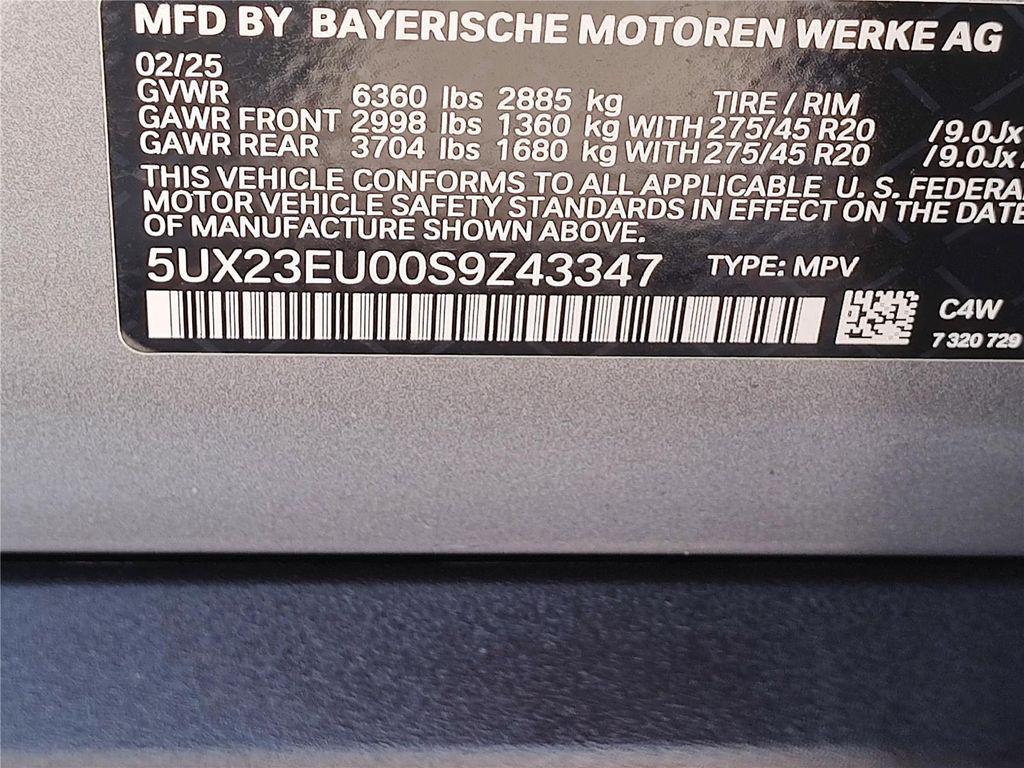 MFD BY BAYERISCHE MOTOREN WERKE AG
02/25
GVWR 6360 lbs 2885 kg TIRE / RIM
GAWR FRONT 2998 lbs 1360 kg WITH 275/45 R20 /9.0Jx
GAWR REAR 3704 lbs 1680 kg WITH 275/45 R20 /9.0Jx
THIS VEHICLE CONFORMS TO ALL APPLICABLE U. S. FEDERA
MOTOR VEHICLE SAFETY STANDARDS IN EFFECT ON THE DATE
OF MANUFACTURE SHOWN ABOVE.
5UX23EU00S9Z43347 TYPE: MPV
C4W
7 320 729